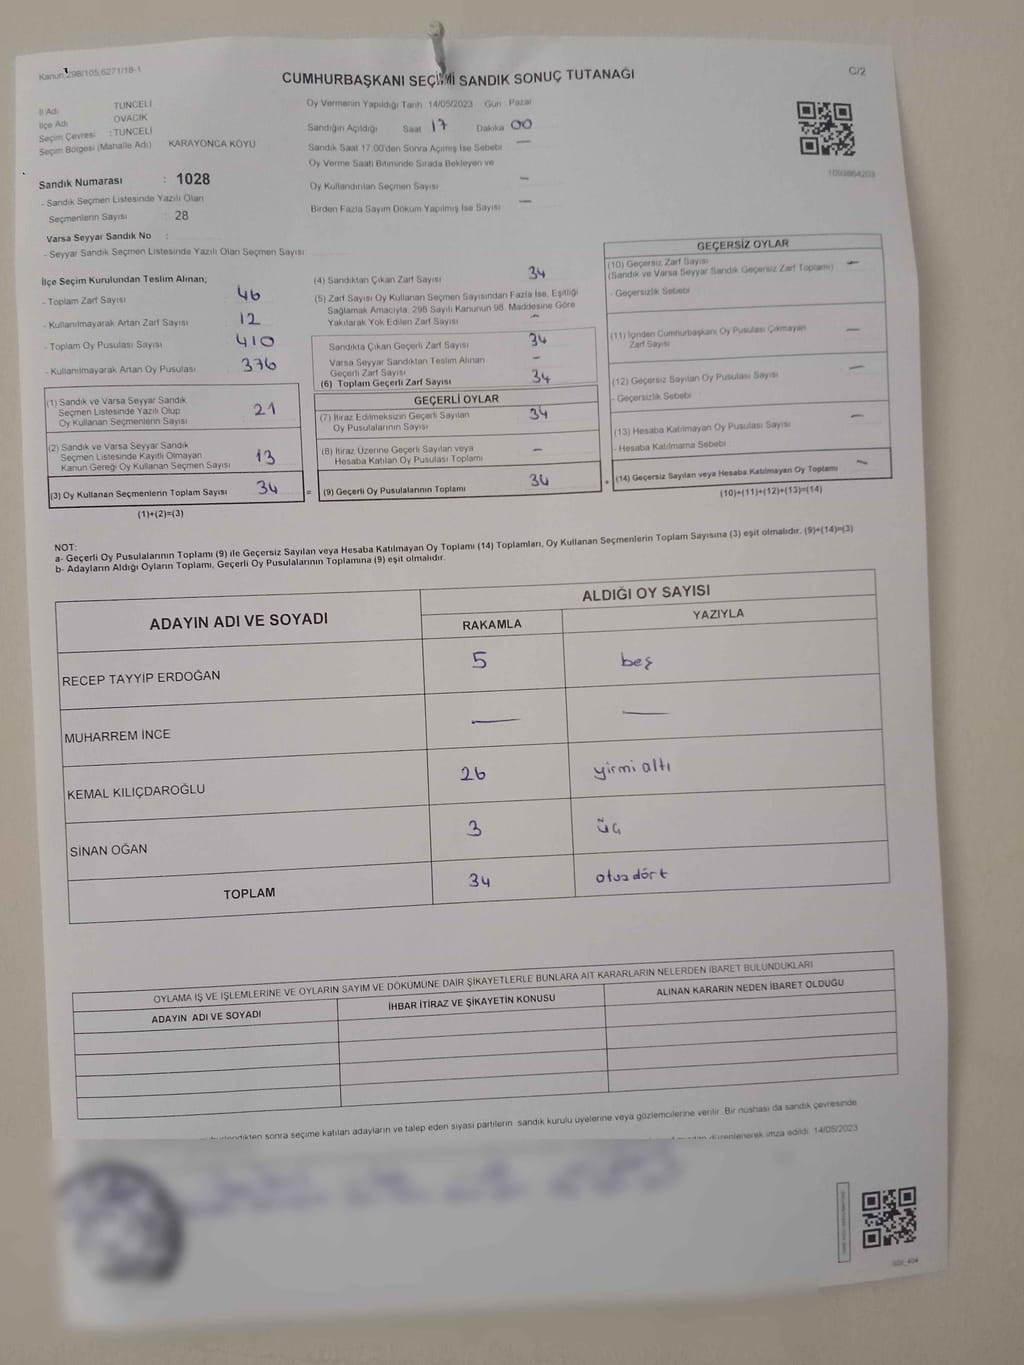 Kanun:298/105,6271/18-1
C/2
CUMHURBAŞKANI SEÇİMİ SANDIK SONUÇ TUTANAĞI
İl Adı TUNCELİ
İlçe Adı OVACIK
Seçim Çevresi : TUNCELİ
Seçim Bölgesi (Mahalle Adı) KARAYONCA KÖYÜ
Oy Vermenin Yapıldığı Tarih 14/05/2023 Gün Pazar
Sandığın Açıldığı Saat 17 Dakika 00
Sandık Saat 17:00'den Sonra Açımış İse Sebebi —
Oy Verme Saati Bitiminde Sırada Bekleyen ve
Oy Kullandırılan Seçmen Sayısı —
Birden Fazla Sayım Döküm Yapılmış İse Sayısı —
1093864203
Sandık Numarası : 1028
- Sandık Seçmen Listesinde Yazılı Olan
Seçmenlerin Sayısı 28
Varsa Seyyar Sandık No :
- Seyyar Sandık Seçmen Listesinde Yazılı Olan Seçmen Sayısı
İlçe Seçim Kurulundan Teslim Alınan;
- Toplam Zarf Sayısı 46
- Kullanılmayarak Artan Zarf Sayısı 12
- Toplam Oy Pusulası Sayısı 410
- Kullanılmayarak Artan Oy Pusulası 376
(1) Sandık ve Varsa Seyyar Sandık
Seçmen Listesinde Yazılı Olup
Oy Kullanan Seçmenlerin Sayısı 21
(2) Sandık ve Varsa Seyyar Sandık
Seçmen Listesinde Kayıtlı Olmayan
Kanun Gereği Oy Kullanan Seçmen Sayısı 13
(3) Oy Kullanan Seçmenlerin Toplam Sayısı 34
(1)+(2)=(3)
(4) Sandıktan Çıkan Zarf Sayısı 34
(5) Zarf Sayısı Oy Kullanan Seçmen Sayısından Fazla İse, Eşitliği
Sağlamak Amacıyla, 298 Sayılı Kanunun 98. Maddesine Göre
Yakılarak Yok Edilen Zarf Sayısı —
Sandıkta Çıkan Geçerli Zarf Sayısı 34
Varsa Seyyar Sandıktan Teslim Alınan
Geçerli Zarf Sayısı —
(6) Toplam Geçerli Zarf Sayısı 34
GEÇERLİ OYLAR
(7) İtiraz Edilmeksizin Geçerli Sayılan
Oy Pusulalarının Sayısı 34
(8) İtiraz Üzerine Geçerli Sayılan veya
Hesaba Katılan Oy Pusulası Toplamı —
= (9) Geçerli Oy Pusulalarının Toplamı 34
GEÇERSİZ OYLAR
(10) Geçersiz Zarf Sayısı —
(Sandık ve Varsa Seyyar Sandık Geçersiz Zarf Toplamı)
- Geçersizlik Sebebi
(11) İçinden Cumhurbaşkanı Oy Pusulası Çıkmayan
Zarf Sayısı —
(12) Geçersiz Sayılan Oy Pusulası Sayısı —
- Geçersizlik Sebebi
(13) Hesaba Katılmayan Oy Pusulası Sayısı —
- Hesaba Katılmama Sebebi
+ (14) Geçersiz Sayılan veya Hesaba Katılmayan Oy Toplamı —
(10)+(11)+(12)+(13)=(14)
NOT:
a- Geçerli Oy Pusulalarının Toplamı (9) ile Geçersiz Sayılan veya Hesaba Katılmayan Oy Toplamı (14) Toplamları, Oy Kullanan Seçmenlerin Toplam Sayısına (3) eşit olmalıdır. (9)+(14)=(3)
b- Adayların Aldığı Oyların Toplamı, Geçerli Oy Pusulalarının Toplamına (9) eşit olmalıdır.
ADAYIN ADI VE SOYADI
ALDIĞI OY SAYISI
RAKAMLA YAZIYLA
RECEP TAYYİP ERDOĞAN 5 beş
MUHARREM İNCE — —
KEMAL KILIÇDAROĞLU 26 yirmi altı
SİNAN OĞAN 3 üç
TOPLAM 34 otuzdört
OYLAMA İŞ VE İŞLEMLERİNE VE OYLARIN SAYIM VE DÖKÜMÜNE DAİR ŞİKAYETLERLE BUNLARA AİT KARARLARIN NELERDEN İBARET BULUNDUKLARI
ADAYIN ADI VE SOYADI İHBAR İTİRAZ VE ŞİKAYETİN KONUSU ALINAN KARARIN NEDEN İBARET OLDUĞU
sonra seçime katılan adayların ve talep eden siyasi partilerin sandık kurulu üyelerine veya gözlemcilerine verilir. Bir nüshası da sandık çevresinde
düzenlenerek imza edildi. 14/05/2023